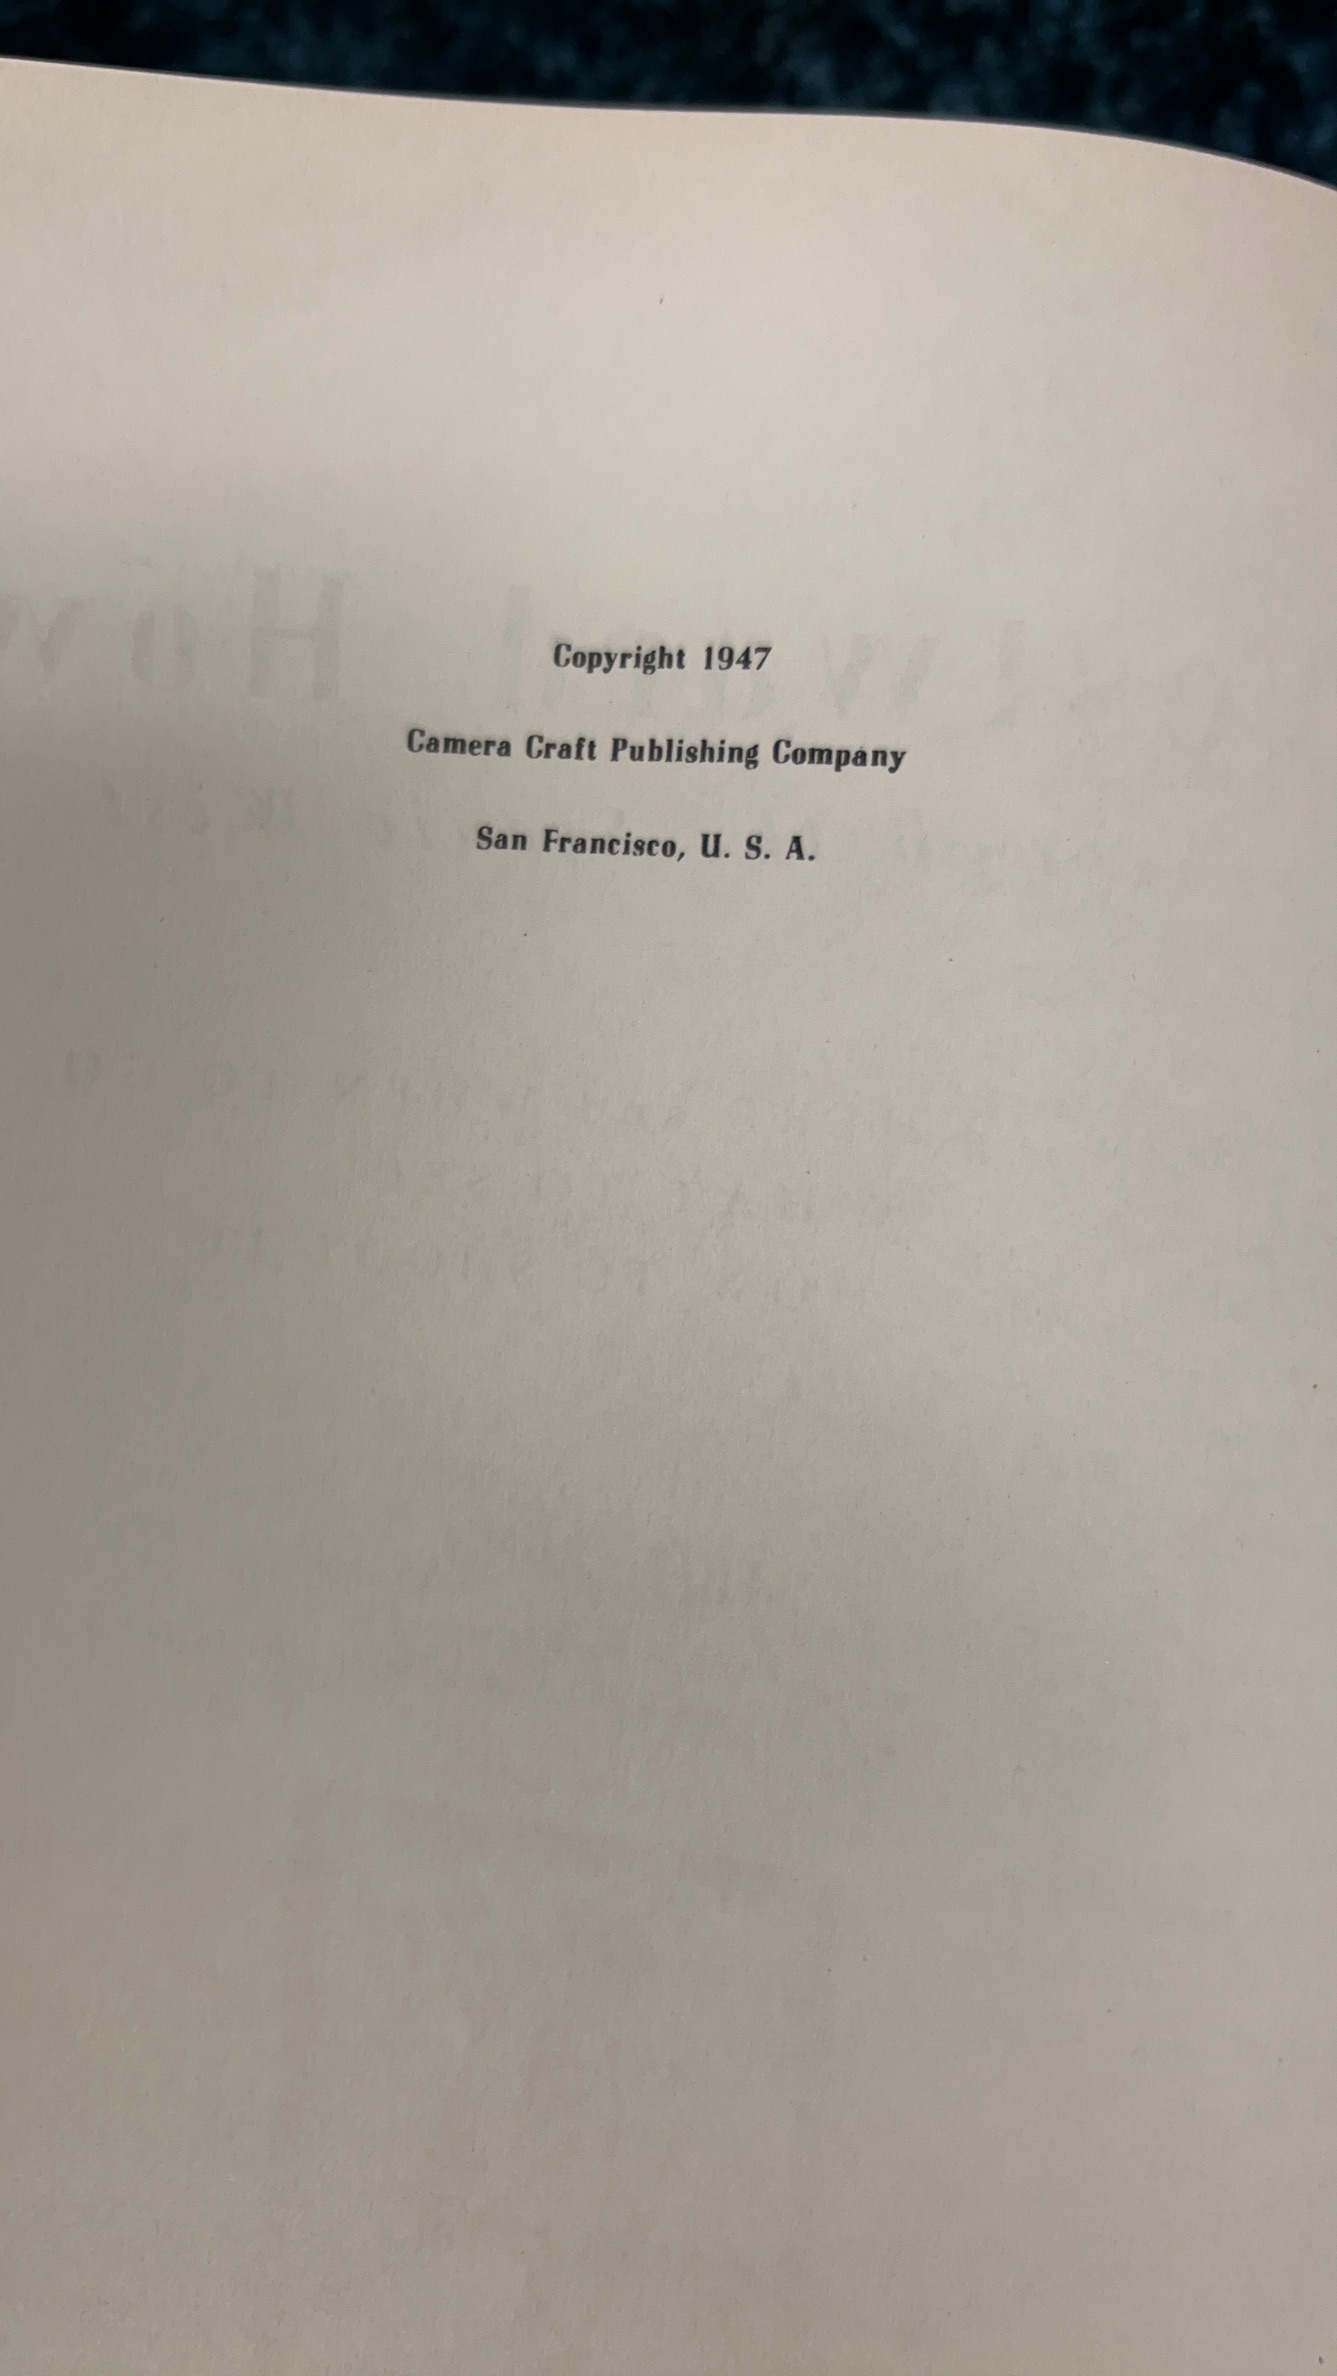 Copyright 1947
Camera Craft Publishing Company
San Francisco, U. S. A.